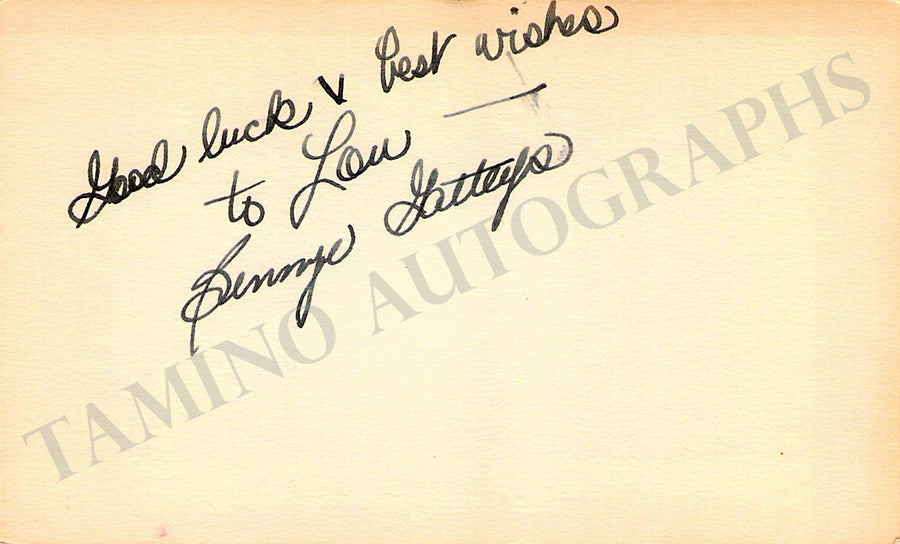 Good luck & best wishes
to Lou —
Bennye Gatteys
TAMINO AUTOGRAPHS